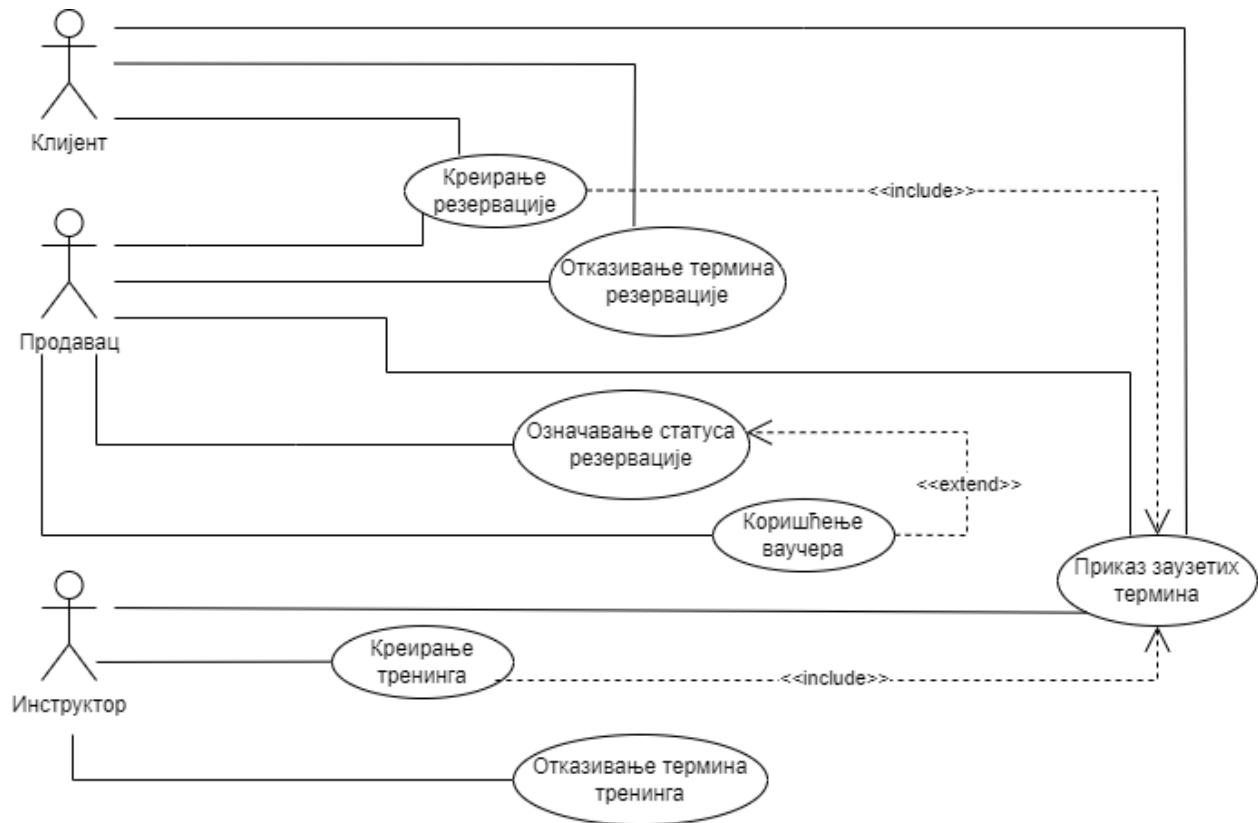 Клијент
Креирање
резервације
<<include>>
Отказивање термина
резервације
Продавац
Означавање статуса
резервације
<<extend>>
Коришћење
ваучера
Приказ заузетих
термина
Креирање
тренинга
<<include>>
Инструктор
Отказивање термина
тренинга